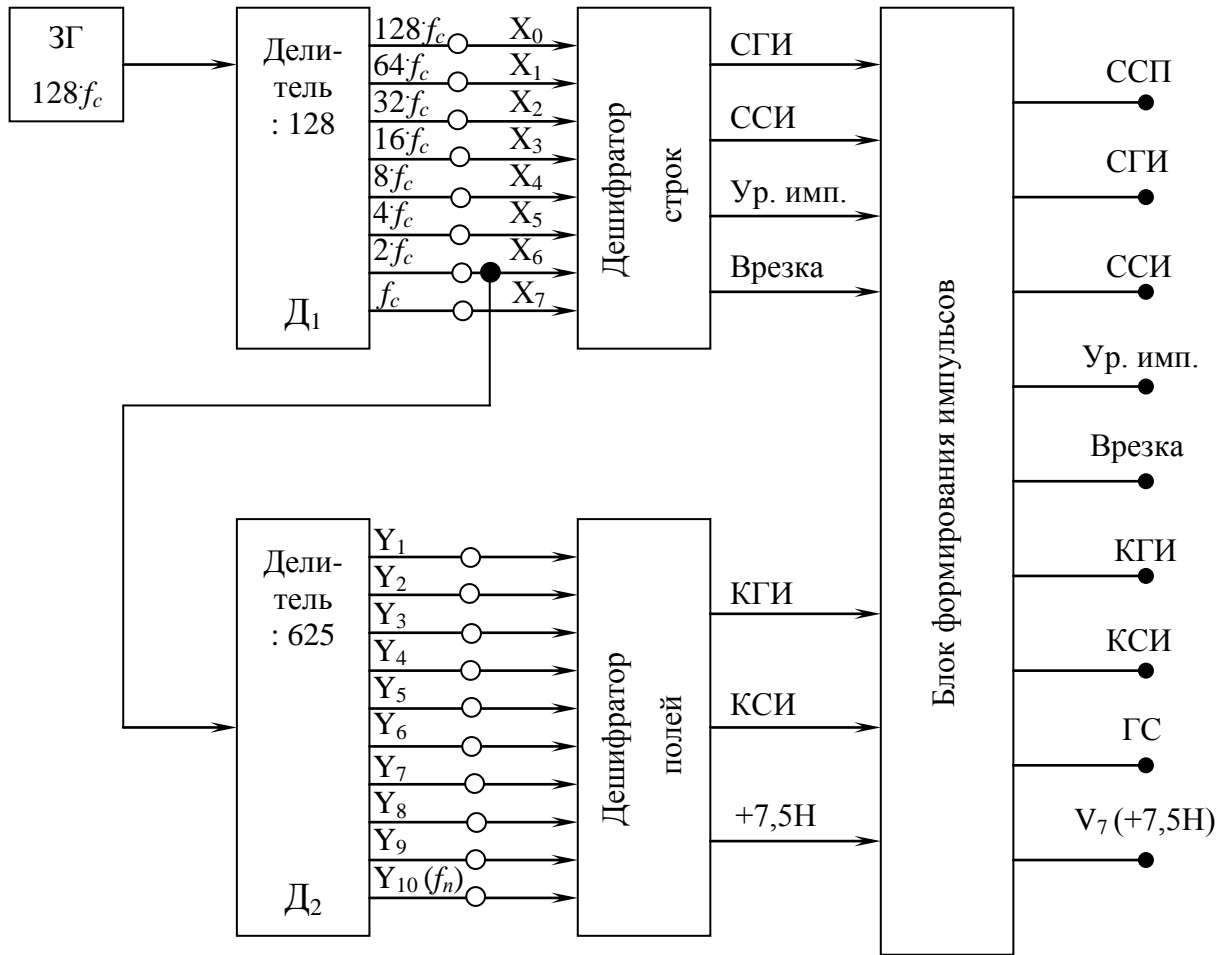 ЗГ
128·fc
Дели-
тель
: 128
Д1
128·fc
64·fc
32·fc
16·fc
8·fc
4·fc
2·fc
fc
X0
X1
X2
X3
X4
X5
X6
X7
Дешифратор
строк
СГИ
ССИ
Ур. имп.
Врезка
Дели-
тель
: 625
Д2
Y1
Y2
Y3
Y4
Y5
Y6
Y7
Y8
Y9
Y10 (fn)
Дешифратор
полей
КГИ
КСИ
+7,5Н
Блок формирования импульсов
ССП
СГИ
ССИ
Ур. имп.
Врезка
КГИ
КСИ
ГС
V7 (+7,5Н)